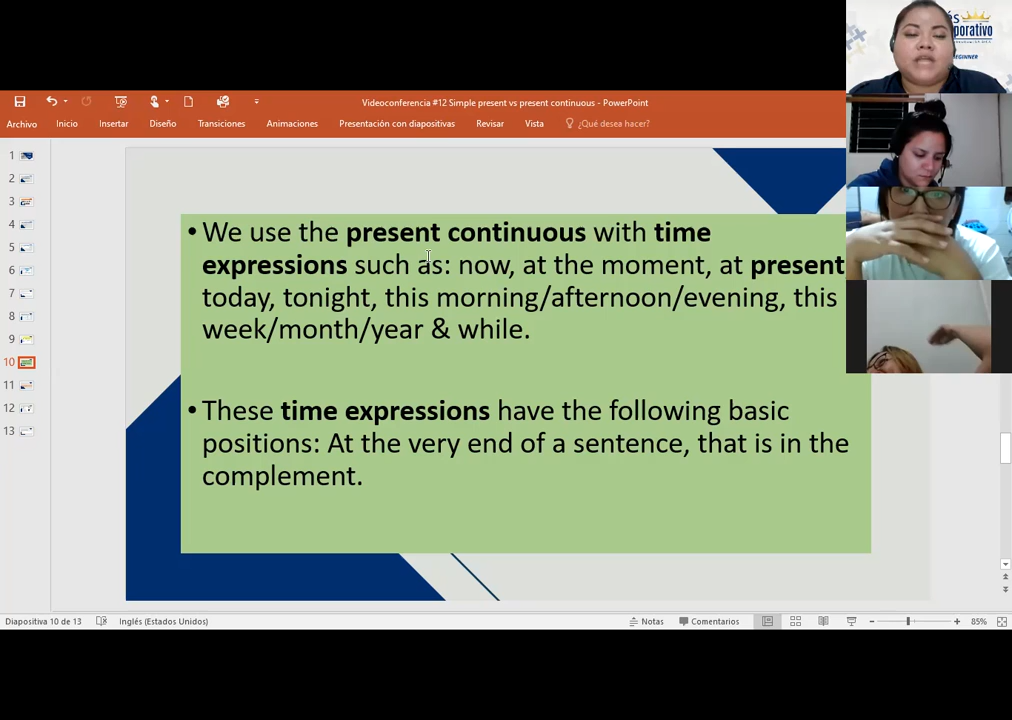 és
porativo
BEGINNER
Videoconferencia #12 Simple present vs present continuous - PowerPoint
Archivo Inicio Insertar Diseño Transiciones Animaciones Presentación con diapositivas Revisar Vista ¿Qué desea hacer?
1
2
3
4
5
6
7
8
9
10
11
12
13
• We use the present continuous with time
expressions such as: now, at the moment, at present
today, tonight, this morning/afternoon/evening, this
week/month/year & while.
• These time expressions have the following basic
positions: At the very end of a sentence, that is in the
complement.
Diapositiva 10 de 13 Inglés (Estados Unidos) Notas Comentarios 85%